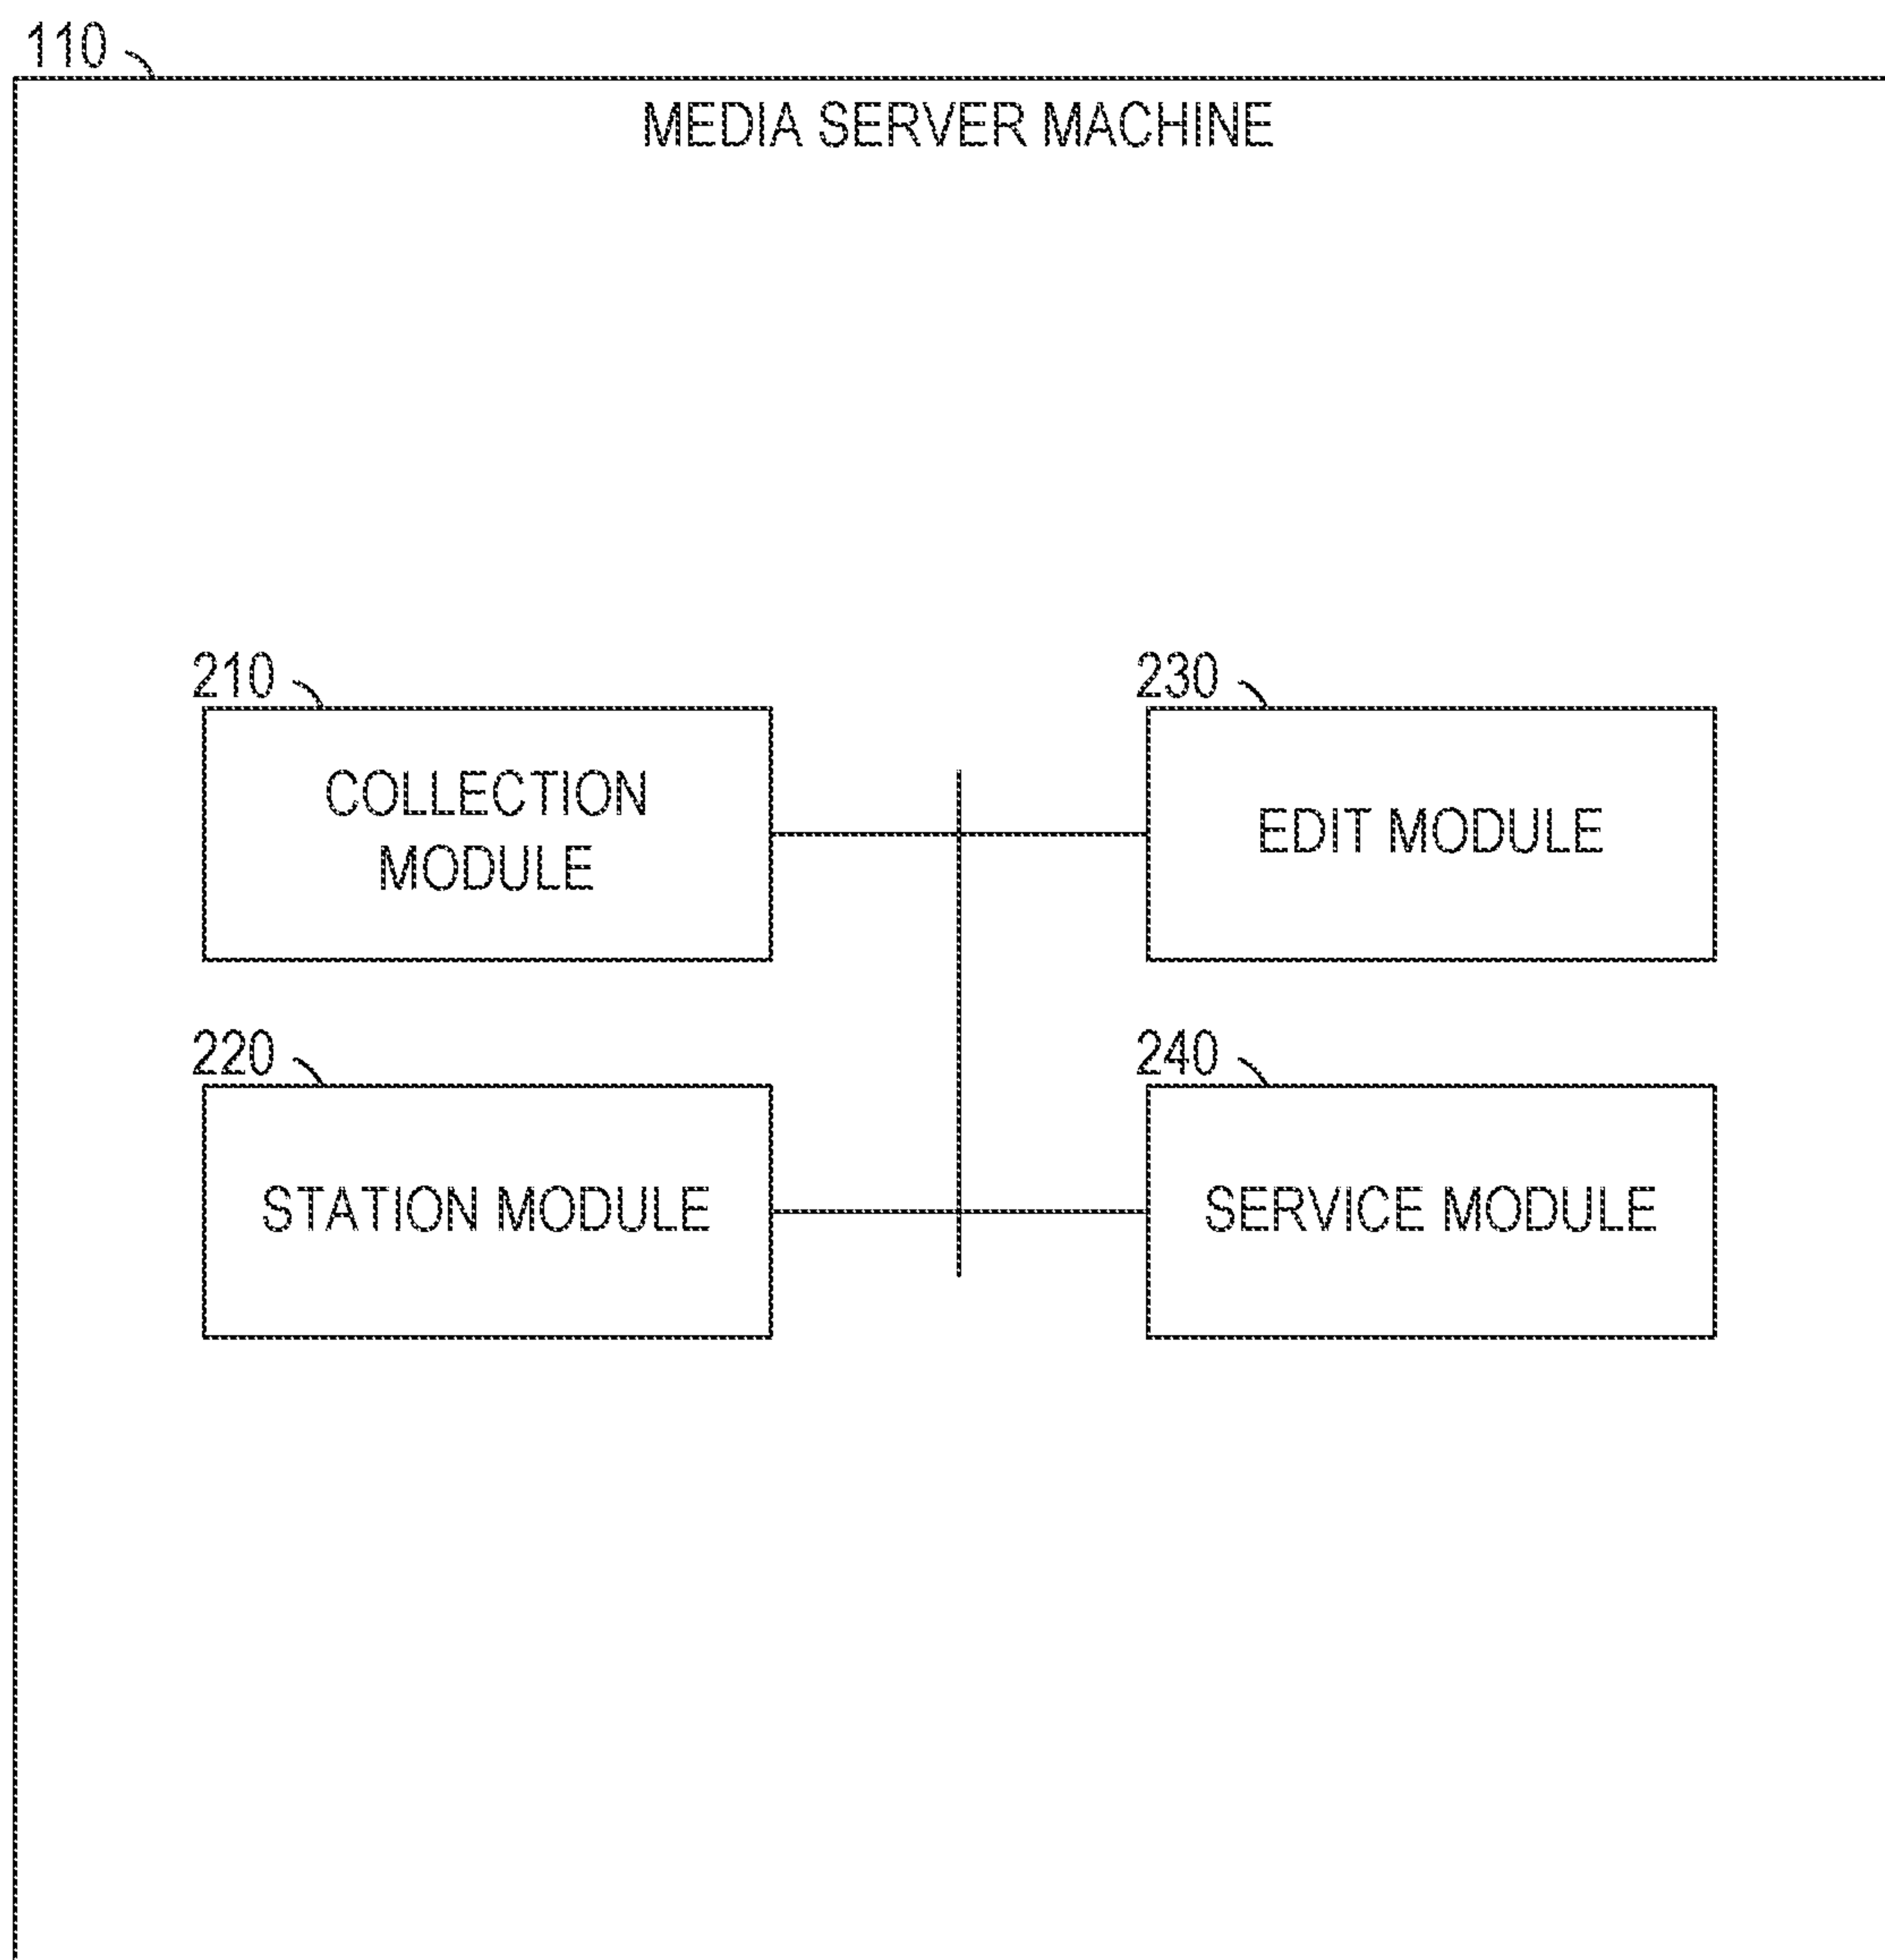 110
MEDIA SERVER MACHINE
210
COLLECTION
MODULE
230
EDIT MODULE
220
STATION MODULE
240
SERVICE MODULE